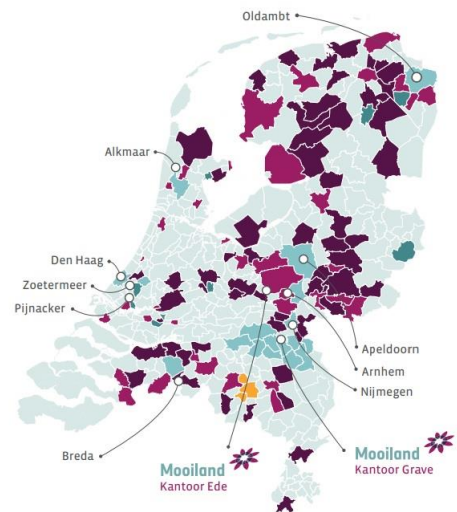 Oldambt
Alkmaar
Den Haag
Zoetermeer
Pijnacker
Apeldoorn
Arnhem
Nijmegen
Breda
Mooiland
Kantoor Ede
Mooiland
Kantoor Grave